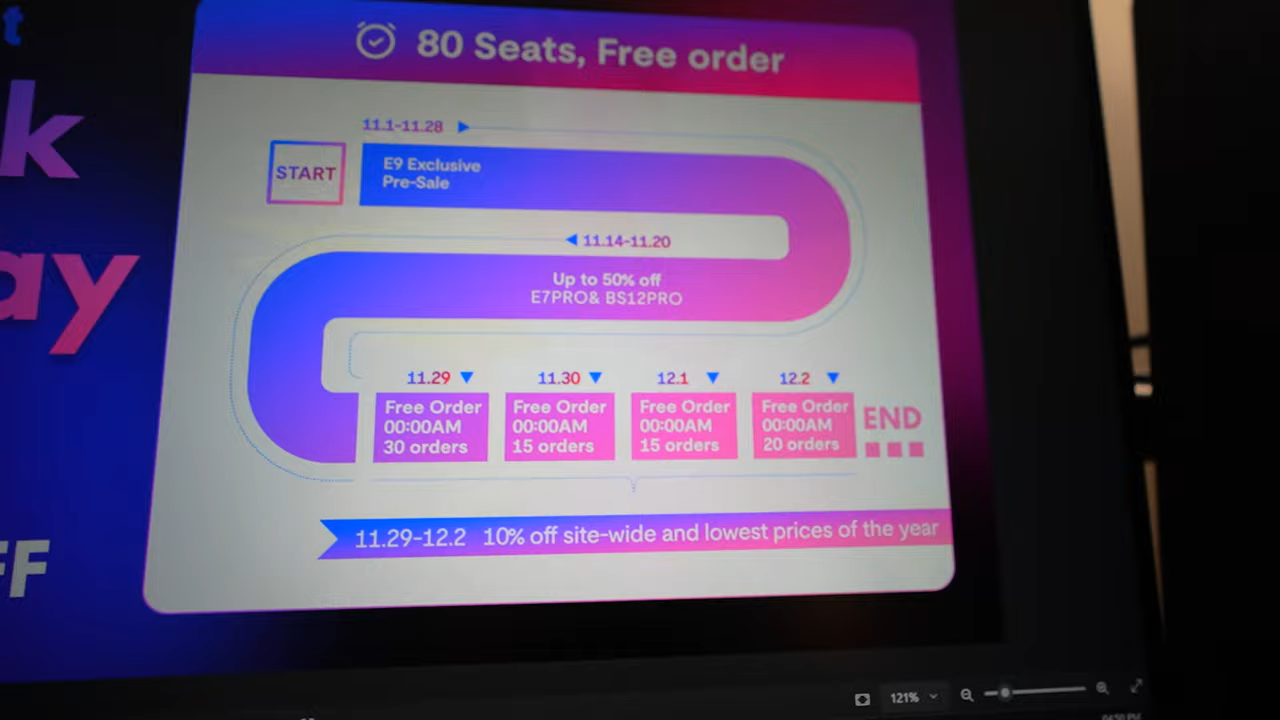 t
k
ay
FF
80 Seats, Free order
11.1-11.28
START
E9 Exclusive
Pre-Sale
11.14-11.20
Up to 50% off
E7PRO& BS12PRO
11.29
11.30
12.1
12.2
Free Order
00:00AM
30 orders
Free Order
00:00AM
15 orders
Free Order
00:00AM
15 orders
Free Order
00:00AM
20 orders
END
11.29-12.2 10% off site-wide and lowest prices of the year
121%